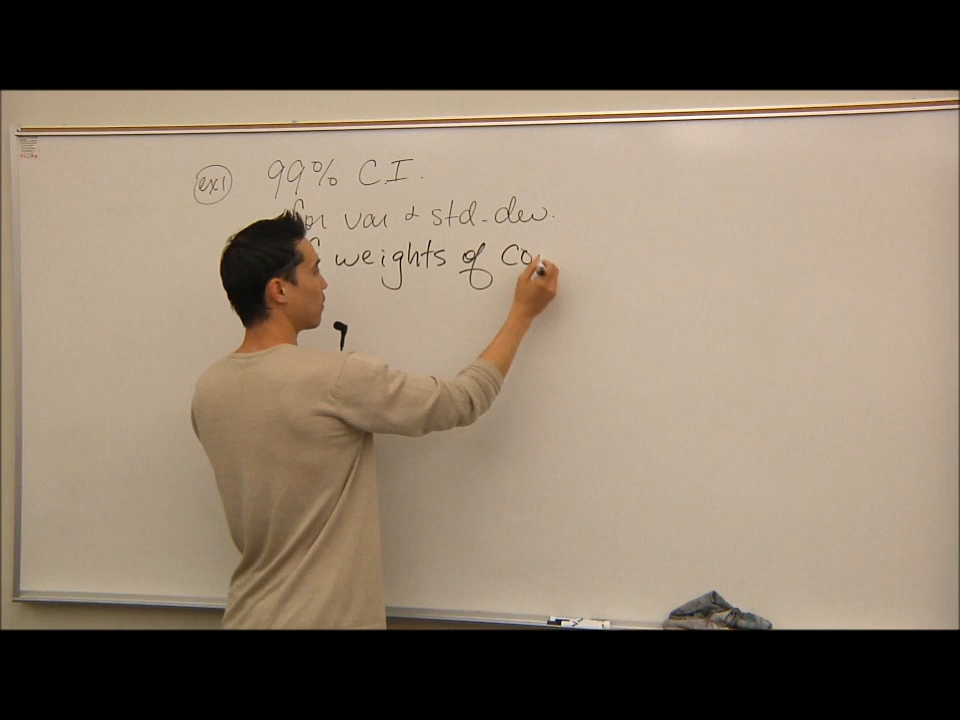 ex1 99% C.I.
for var & std-dev.
weights of co